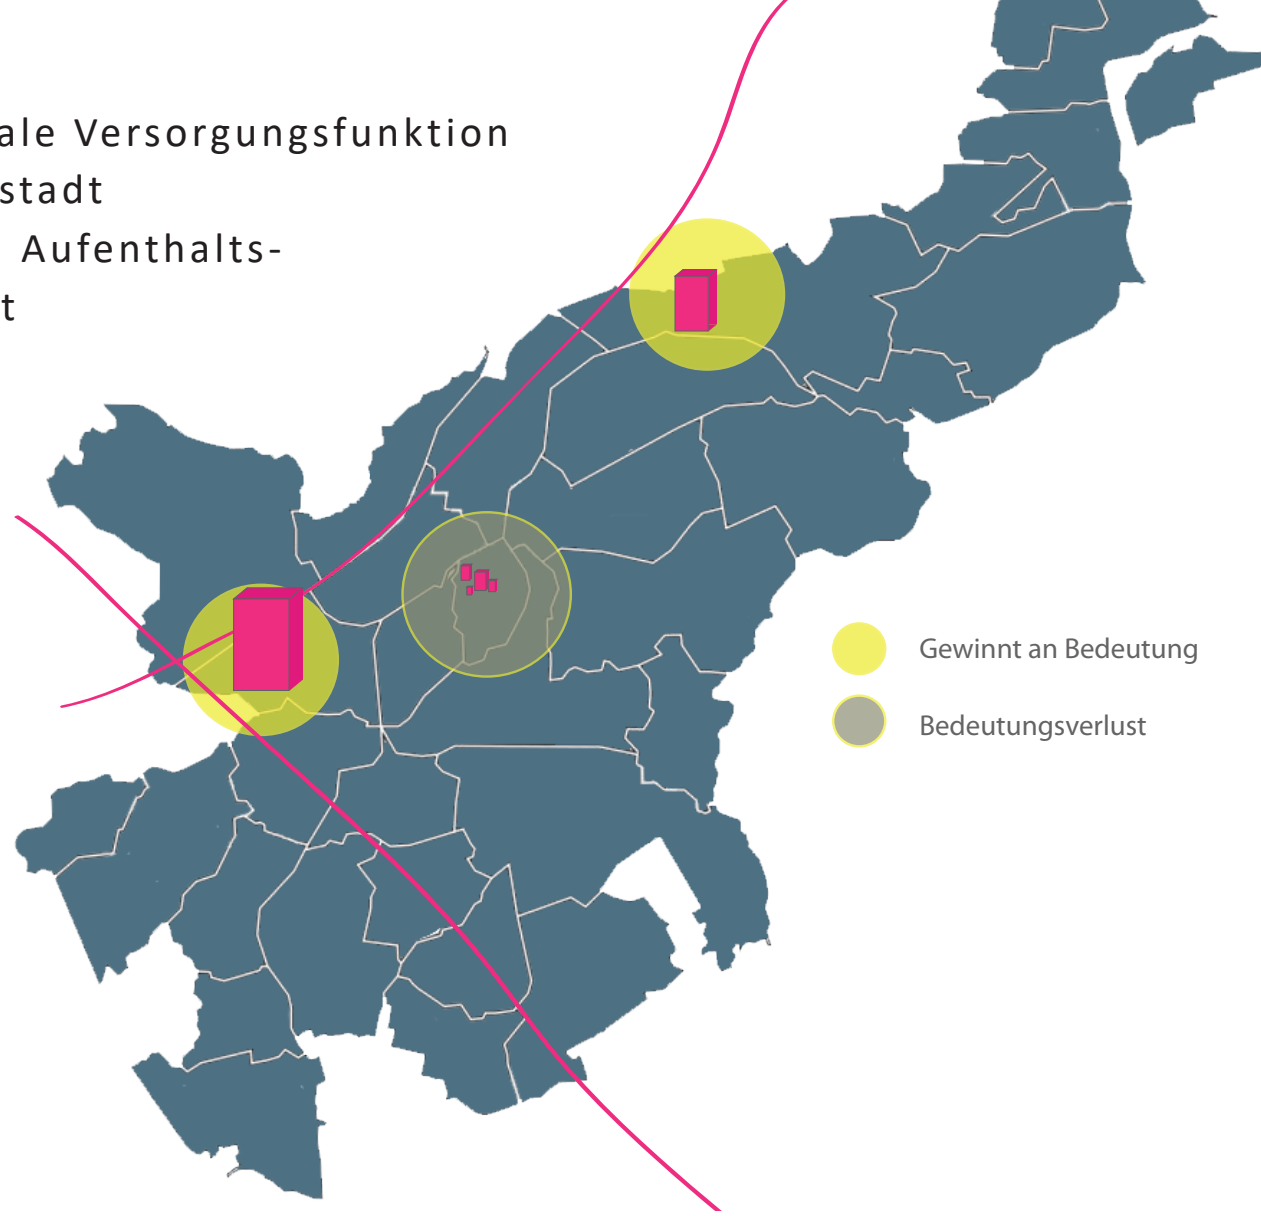 ale Versorgungsfunktion
stadt
Aufenthalts-
t
Gewinnt an Bedeutung
Bedeutungsverlust